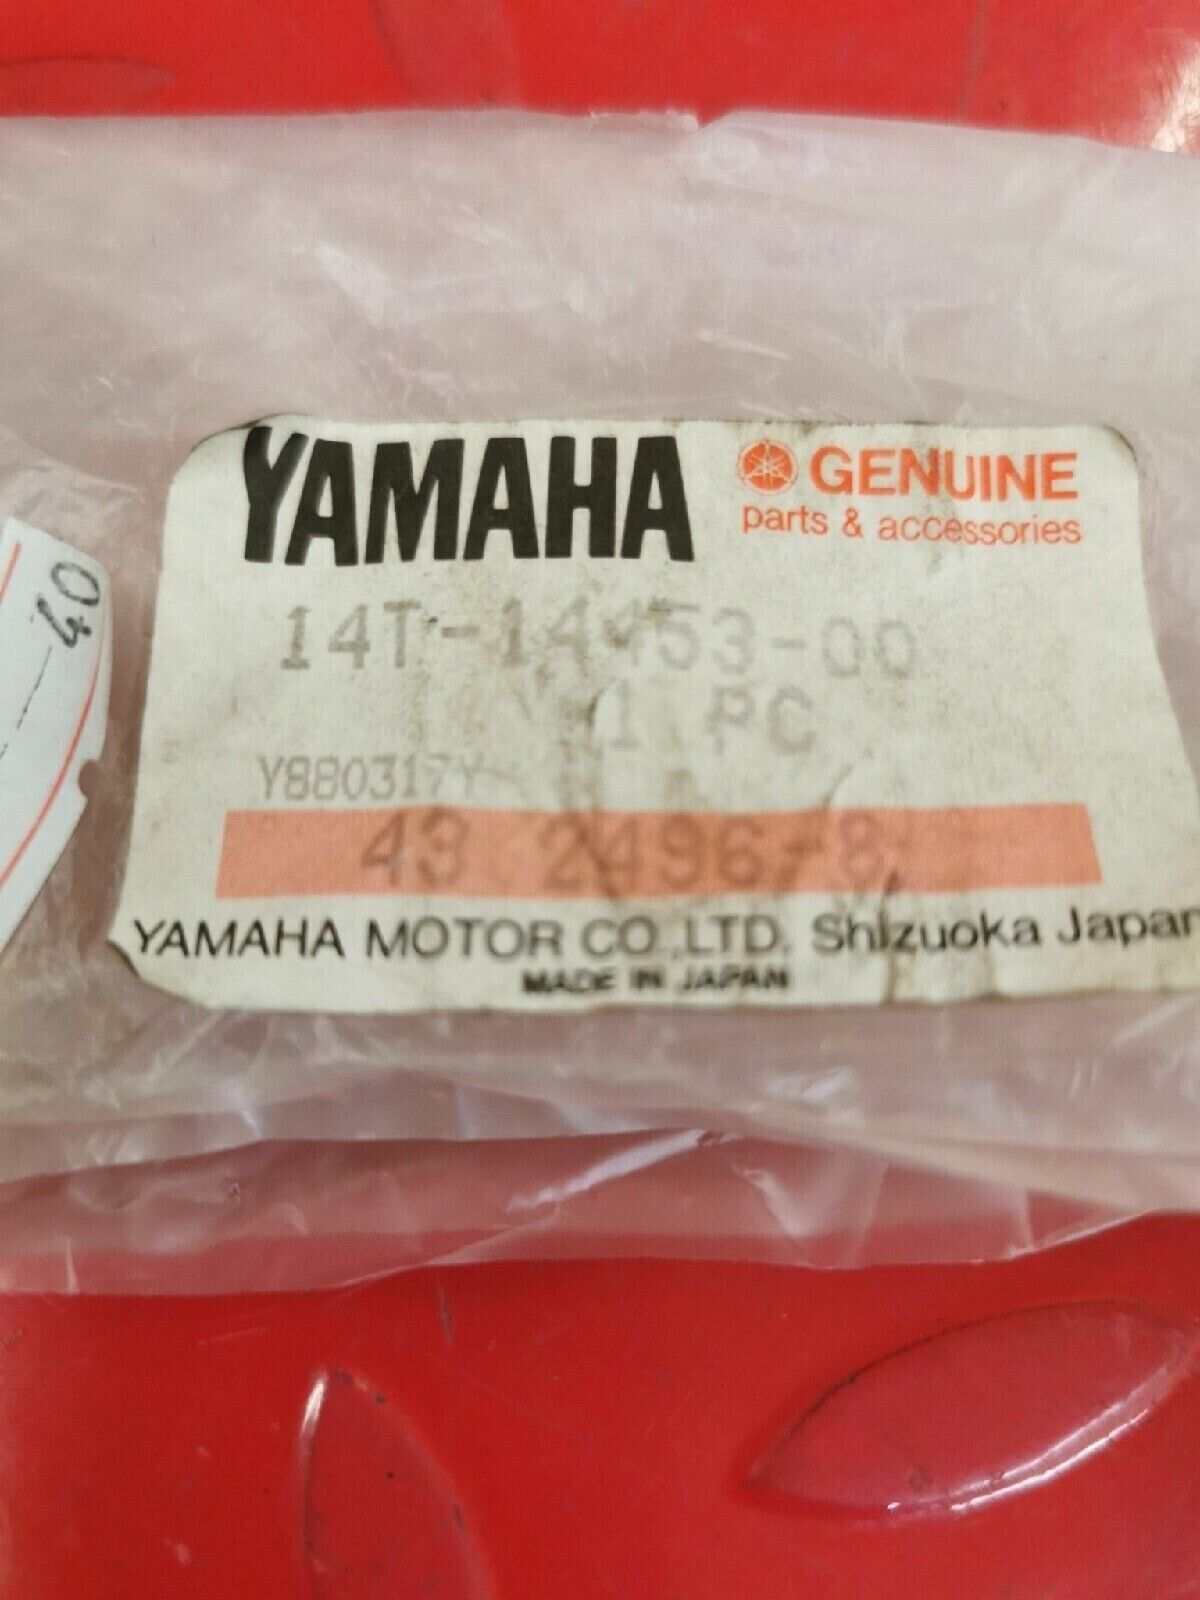 YAMAHA
GENUINE
parts & accessories
14T-14453-00
1 PC
Y880317Y
43 2496-8
YAMAHA MOTOR CO.,LTD. Shizuoka Japan
MADE IN JAPAN
-40